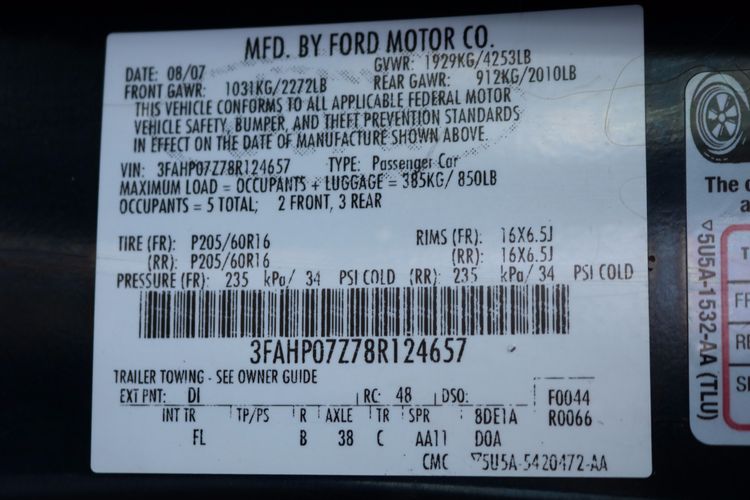 MFD. BY FORD MOTOR CO.
DATE: 08/07 GVWR: 1929KG/4253LB
FRONT GAWR: 1031KG/2272LB REAR GAWR: 912KG/2010LB
THIS VEHICLE CONFORMS TO ALL APPLICABLE FEDERAL MOTOR
VEHICLE SAFETY, BUMPER, AND THEFT PREVENTION STANDARDS
IN EFFECT ON THE DATE OF MANUFACTURE SHOWN ABOVE.
VIN: 3FAHP07Z78R124657 TYPE: Passenger Car
MAXIMUM LOAD = OCCUPANTS + LUGGAGE = 385KG/ 850LB
OCCUPANTS = 5 TOTAL; 2 FRONT, 3 REAR
TIRE (FR): P205/60R16 RIMS (FR): 16X6.5J
(RR): P205/60R16 (RR): 16X6.5J
PRESSURE (FR): 235 kPa/ 34 PSI COLD (RR): 235 kPa/ 34 PSI COLD
3FAHP07Z78R124657
TRAILER TOWING - SEE OWNER GUIDE
EXT PNT: DI RC: 48 DSO: F0044
INT TR TP/PS R AXLE TR SPR 8DE1A R0066
FL B 38 C AA11 D0A
CMC ▽5U5A-5420472-AA
The
▽5U5A-1532-AA (TLU)